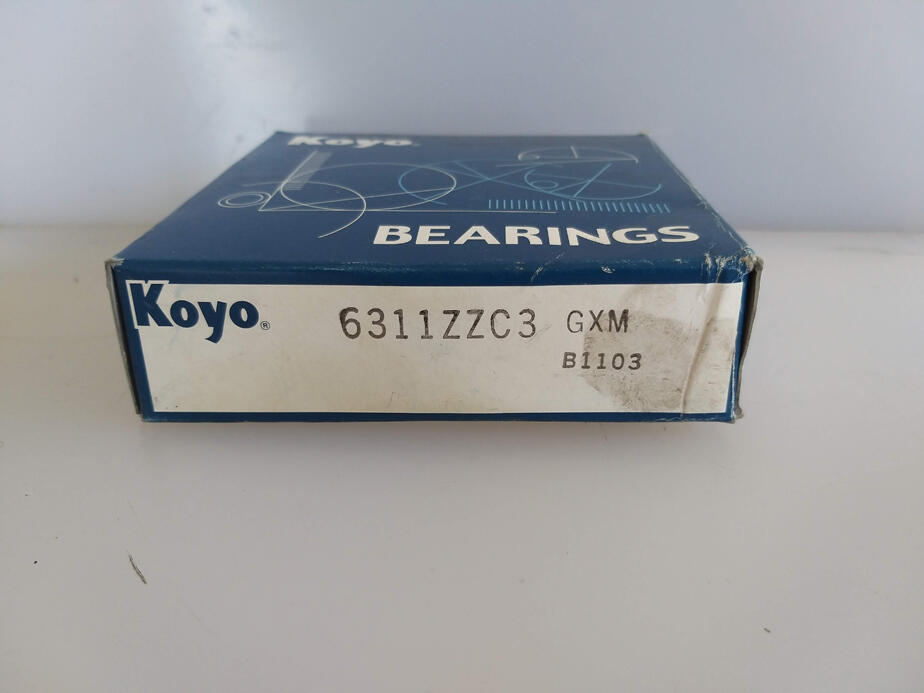 Koyo.
BEARINGS
Koyo®
6311ZZC3 GXM
B1103